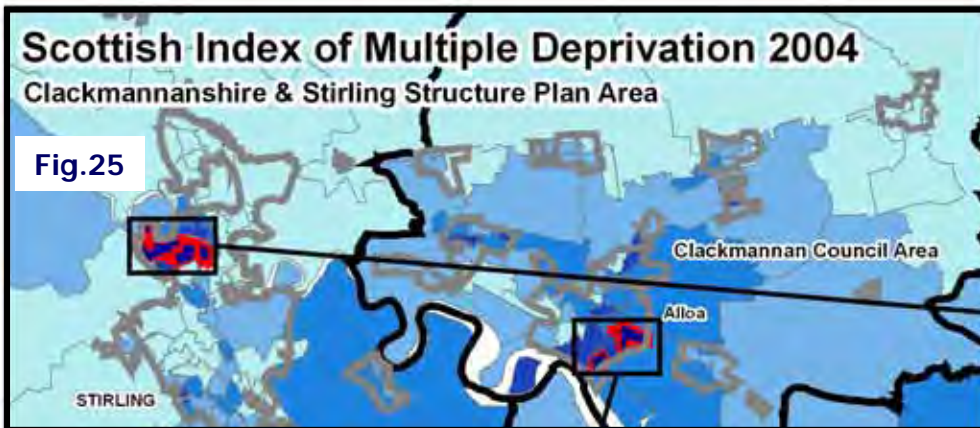 Scottish Index of Multiple Deprivation 2004
Clackmannanshire & Stirling Structure Plan Area
Fig.25
Clackmannan Council Area
Alloa
STIRLING